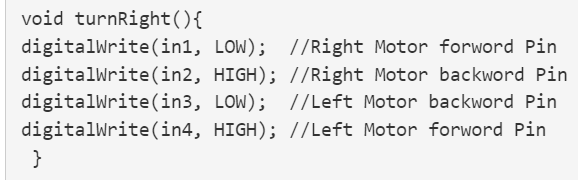 void turnRight(){
digitalWrite(in1, LOW);  //Right Motor forword Pin
digitalWrite(in2, HIGH); //Right Motor backword Pin
digitalWrite(in3, LOW);  //Left Motor backword Pin
digitalWrite(in4, HIGH); //Left Motor forword Pin
 }